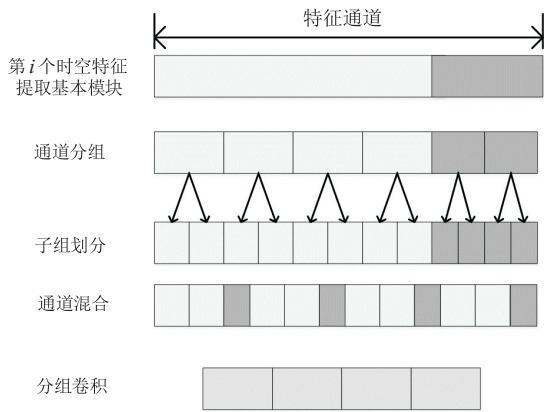 特征通道
第i个时空特征
提取基本模块
通道分组
子组划分
通道混合
分组卷积